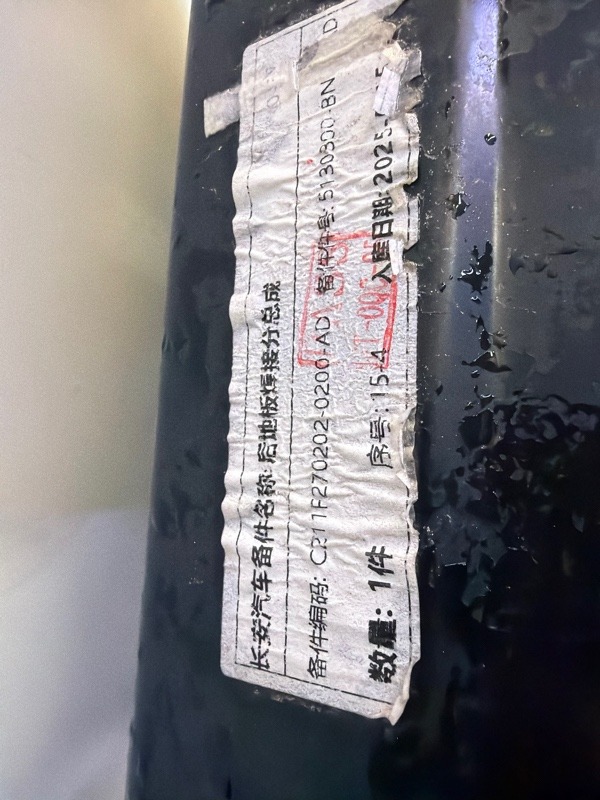 长安汽车备件名称: 后地板焊接分总成
备件编码: C211F270202-0200-AD 备件件号: 5130300-BN
数量: 1件 序号: 15-4 入库日期: 2025-